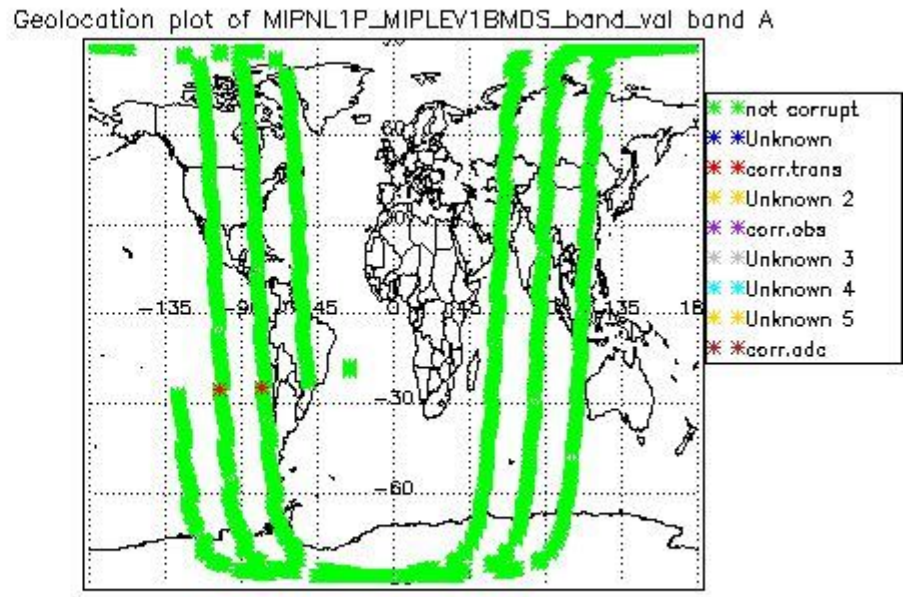 Geolocation plot of MIPNL1P_MIPLEV1BMDS_band_val band A
60
-135
45
0
135
-30
-60
not corrupt
Unknown
corr.trans
Unknown 2
corr.obs
Unknown 3
Unknown 4
Unknown 5
corr.adc